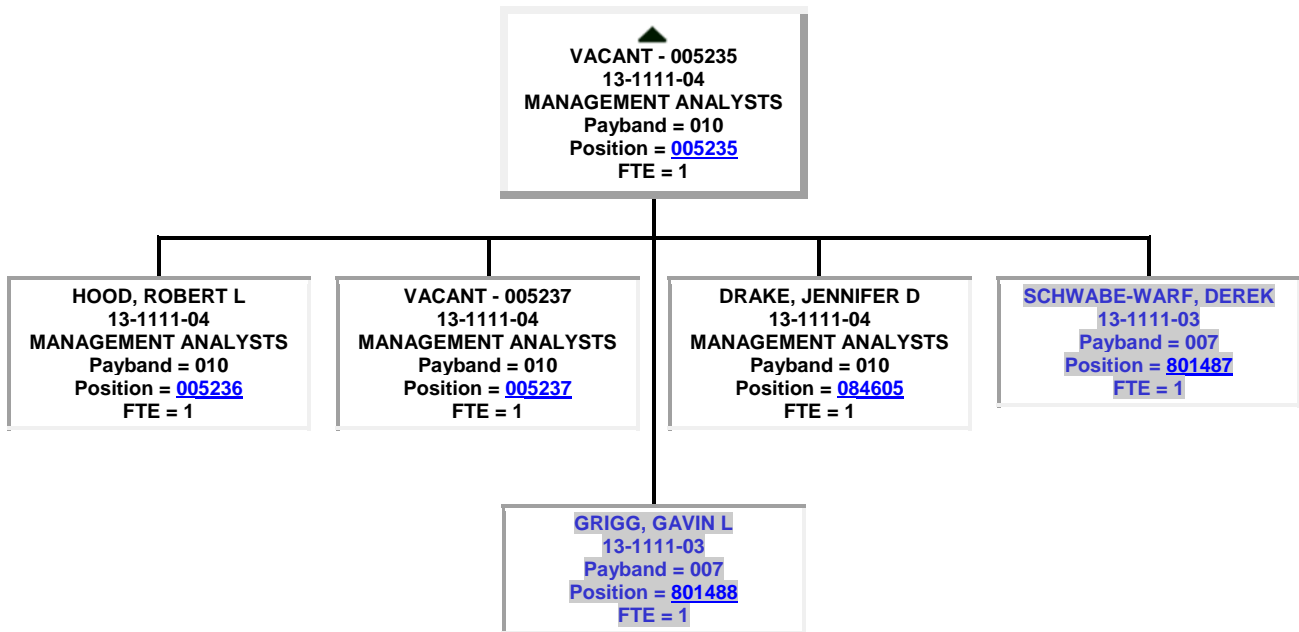 VACANT - 005235
13-1111-04
MANAGEMENT ANALYSTS
Payband = 010
Position = 005235
FTE = 1
HOOD, ROBERT L
13-1111-04
MANAGEMENT ANALYSTS
Payband = 010
Position = 005236
FTE = 1
VACANT - 005237
13-1111-04
MANAGEMENT ANALYSTS
Payband = 010
Position = 005237
FTE = 1
DRAKE, JENNIFER D
13-1111-04
MANAGEMENT ANALYSTS
Payband = 010
Position = 084605
FTE = 1
SCHWABE-WARF, DEREK
13-1111-03
Payband = 007
Position = 801487
FTE = 1
GRIGG, GAVIN L
13-1111-03
Payband = 007
Position = 801488
FTE = 1